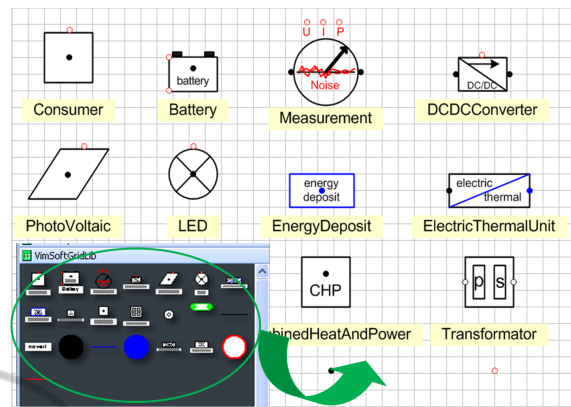 U I P
battery
Noise
DC/DC
Consumer
Battery
Measurement
DCDCConverter
energy
deposit
electric
thermal
PhotoVoltaic
LED
EnergyDeposit
ElectricThermalUnit
VimSoftGridLib
Battery
CHP
p s
binedHeatAndPower
Transformator